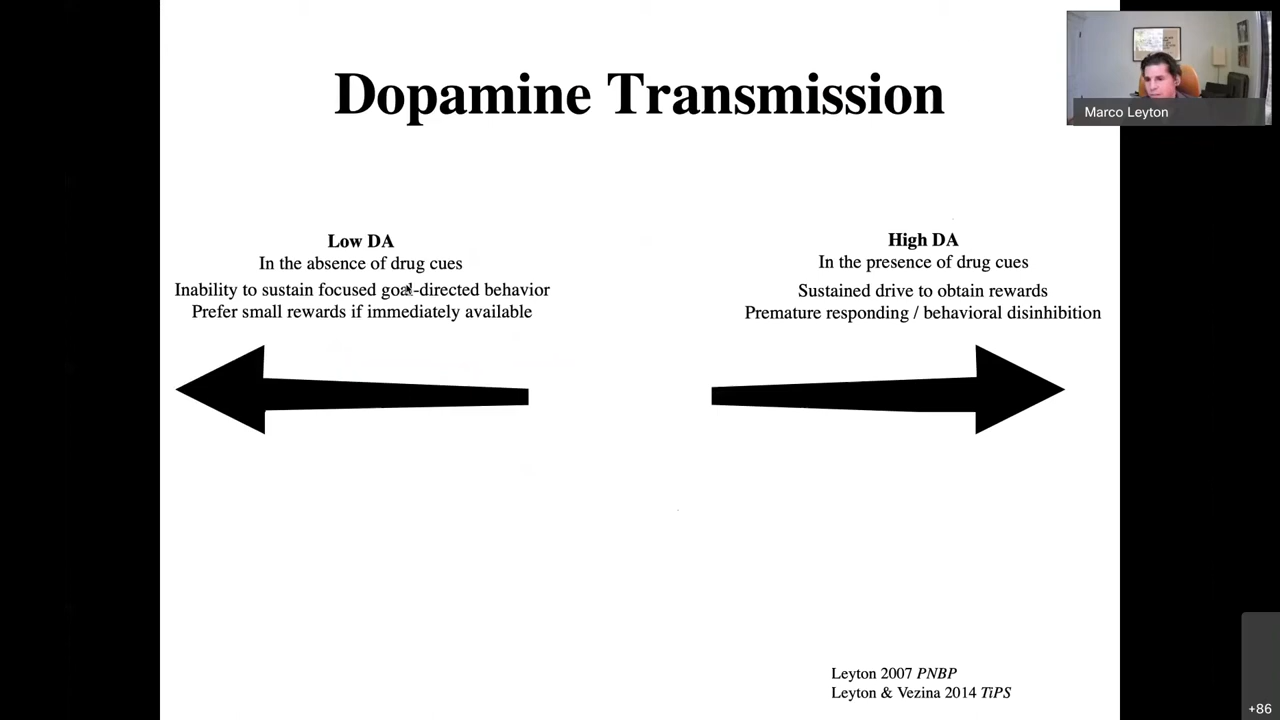 Dopamine Transmission
Marco Leyton
Low DA
In the absence of drug cues
Inability to sustain focused goal-directed behavior
Prefer small rewards if immediately available
High DA
In the presence of drug cues
Sustained drive to obtain rewards
Premature responding / behavioral disinhibition
Leyton 2007 PNBP
Leyton & Vezina 2014 TiPS
+86